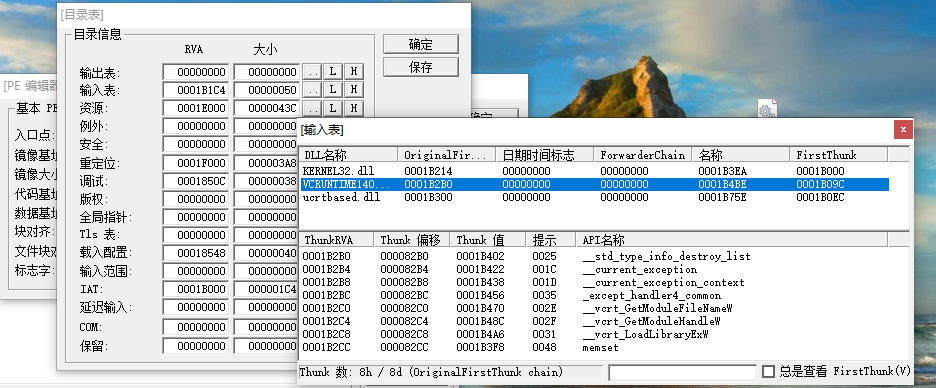 [目录表]
目录信息
RVA 大小
输出表: 00000000 00000000 .. L H
输入表: 0001B1C4 00000050 .. L H
资源: 0001E000 0000043C .. L H
例外: 00000000 00000000
安全: 00000000 00000000
重定位: 0001F000 000003A8
调试: 0001850C 00000038
版权: 00000000 00000000
全局指针: 00000000 00000000
Tls 表: 00000000 00000000
载入配置: 00018548 00000040
输入范围: 00000000 00000000
IAT: 0001B000 000001C4
延迟输入: 00000000 00000000
COM: 00000000 00000000
保留: 00000000 00000000
确定
保存
[PE 编辑器
基本 PE
入口点:
镜像基址
镜像大小
代码基址
数据基址
块对齐:
文件块对
标志字:
[输入表]
x
DLL名称 OriginalFir... 日期时间标志 ForwarderChain 名称 FirstThunk
KERNEL32.dll 0001B214 00000000 00000000 0001B3EA 0001B000
VCRUNTIME140... 0001B2B0 00000000 00000000 0001B4BE 0001B09C
ucrtbased.dll 0001B300 00000000 00000000 0001B75E 0001B0EC
ThunkRVA Thunk 偏移 Thunk 值 提示 API名称
0001B2B0 000082B0 0001B402 0025 __std_type_info_destroy_list
0001B2B4 000082B4 0001B422 001C __current_exception
0001B2B8 000082B8 0001B438 001D __current_exception_context
0001B2BC 000082BC 0001B456 0035 _except_handler4_common
0001B2C0 000082C0 0001B470 002E __vcrt_GetModuleFileNameW
0001B2C4 000082C4 0001B48C 002F __vcrt_GetModuleHandleW
0001B2C8 000082C8 0001B4A6 0031 __vcrt_LoadLibraryExW
0001B2CC 000082CC 0001B3F8 0048 memset
Thunk 数: 8h / 8d (OriginalFirstThunk chain)
总是查看 FirstThunk(V)